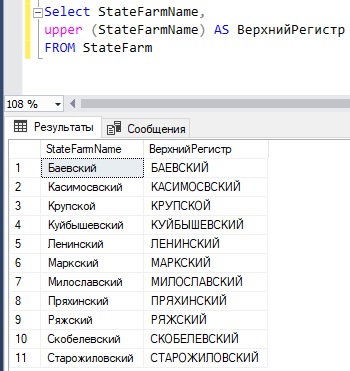 Select StateFarmName,
upper (StateFarmName) AS ВерхнийРегистр
FROM StateFarm
108 %
Результаты Сообщения
StateFarmName ВерхнийРегистр
1 Баевский БАЕВСКИЙ
2 Касимосвский КАСИМОСВСКИЙ
3 Крупской КРУПСКОЙ
4 Куйбышевский КУЙБЫШЕВСКИЙ
5 Ленинский ЛЕНИНСКИЙ
6 Маркский МАРКСКИЙ
7 Милославский МИЛОСЛАВСКИЙ
8 Пряхинский ПРЯХИНСКИЙ
9 Ряжский РЯЖСКИЙ
10 Скобелевский СКОБЕЛЕВСКИЙ
11 Старожиловский СТАРОЖИЛОВСКИЙ